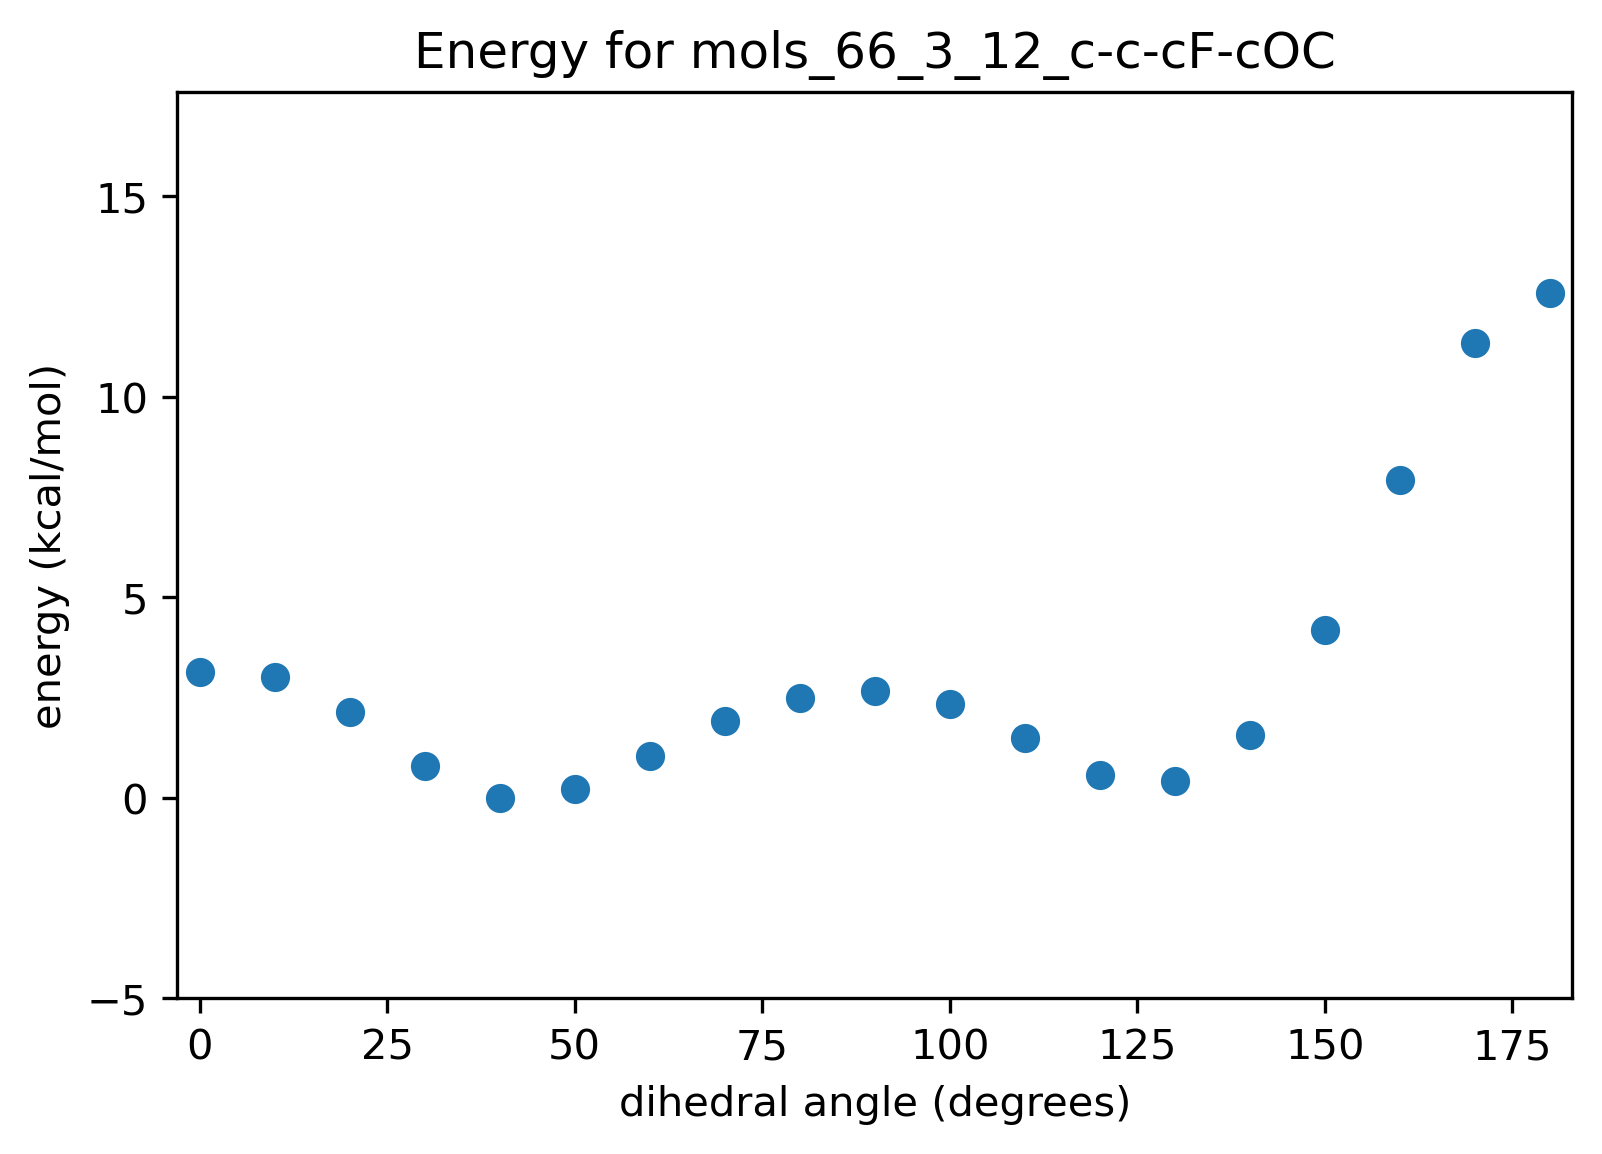 Energy for mols_66_3_12_c-c-cF-cOC
energy (kcal/mol)
15
10
5
0
−5
0 25 50 75 100 125 150 175
dihedral angle (degrees)